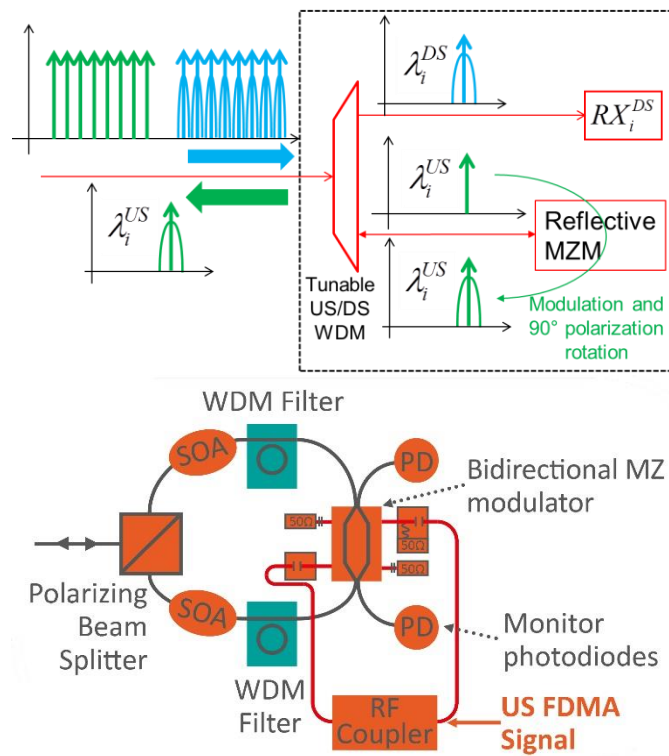 λ_i^{DS}
RX_i^{DS}
λ_i^{US}
λ_i^{US}
Reflective
MZM
λ_i^{US}
Tunable
US/DS
WDM
Modulation and
90° polarization
rotation
WDM Filter
SOA
PD
Bidirectional MZ
modulator
50Ω
50Ω
50Ω
Polarizing
Beam
Splitter
SOA
PD
Monitor
photodiodes
WDM
Filter
RF
Coupler
US FDMA
Signal